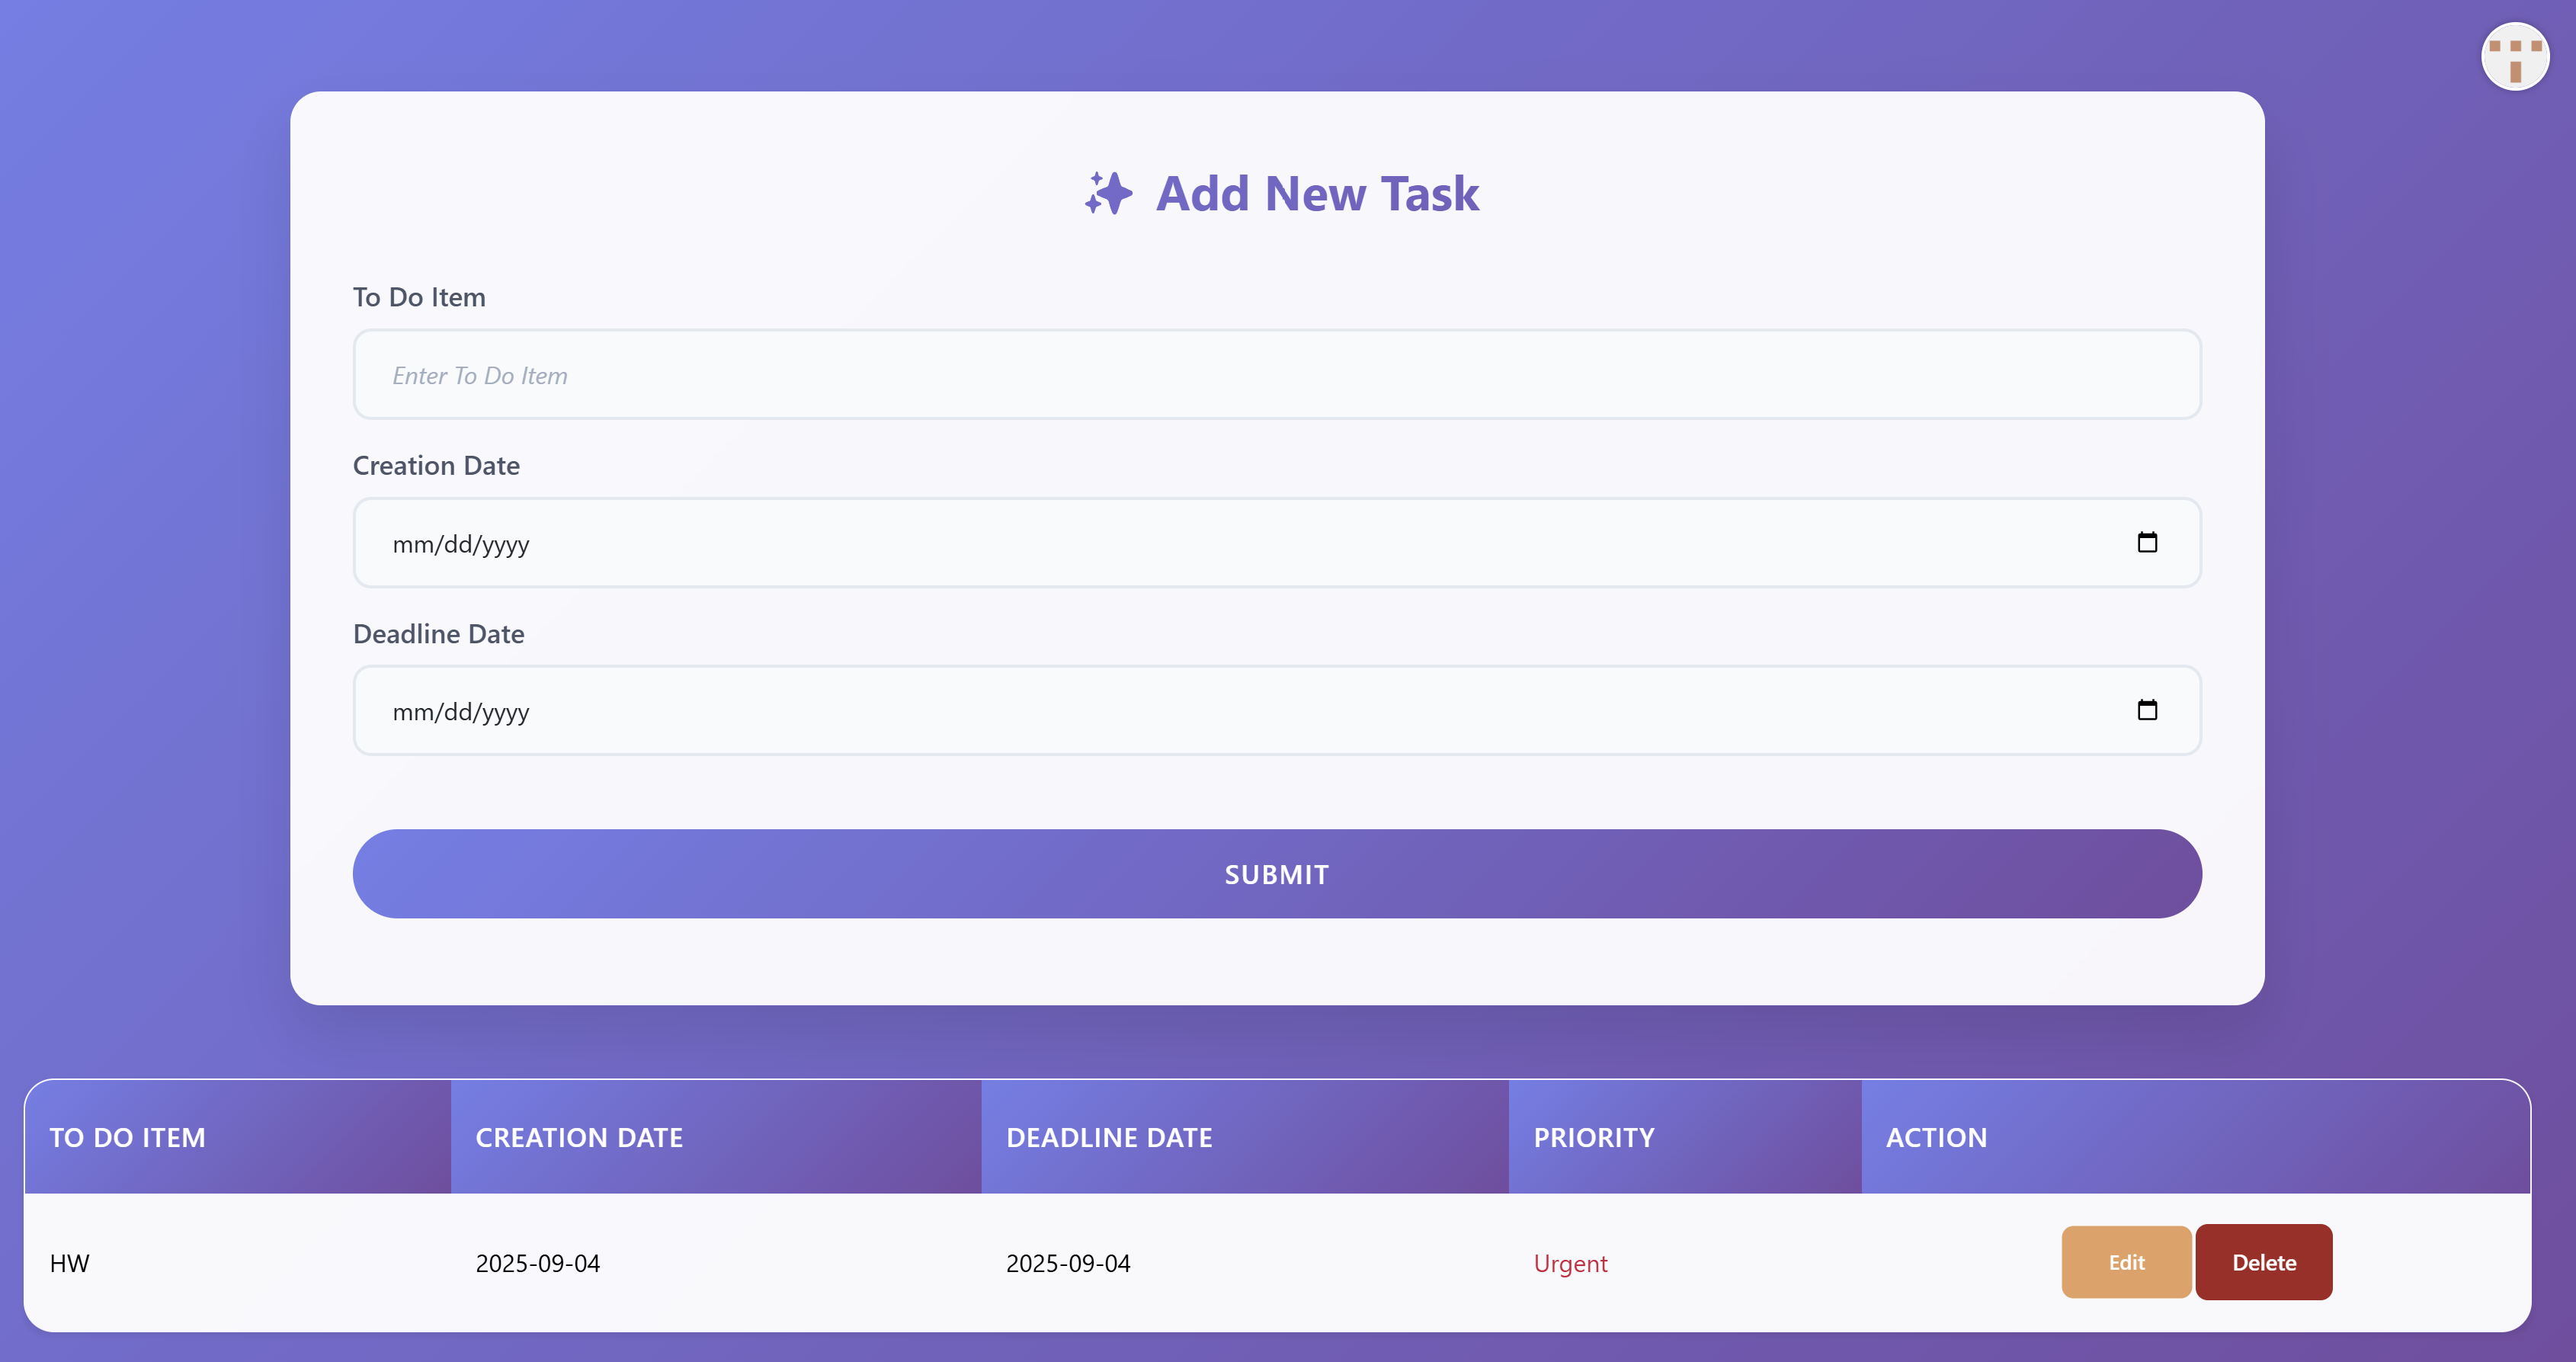 Add New Task
To Do Item
Enter To Do Item
Creation Date
mm/dd/yyyy
Deadline Date
mm/dd/yyyy
SUBMIT
TO DO ITEM CREATION DATE DEADLINE DATE PRIORITY ACTION
HW 2025-09-04 2025-09-04 Urgent Edit Delete